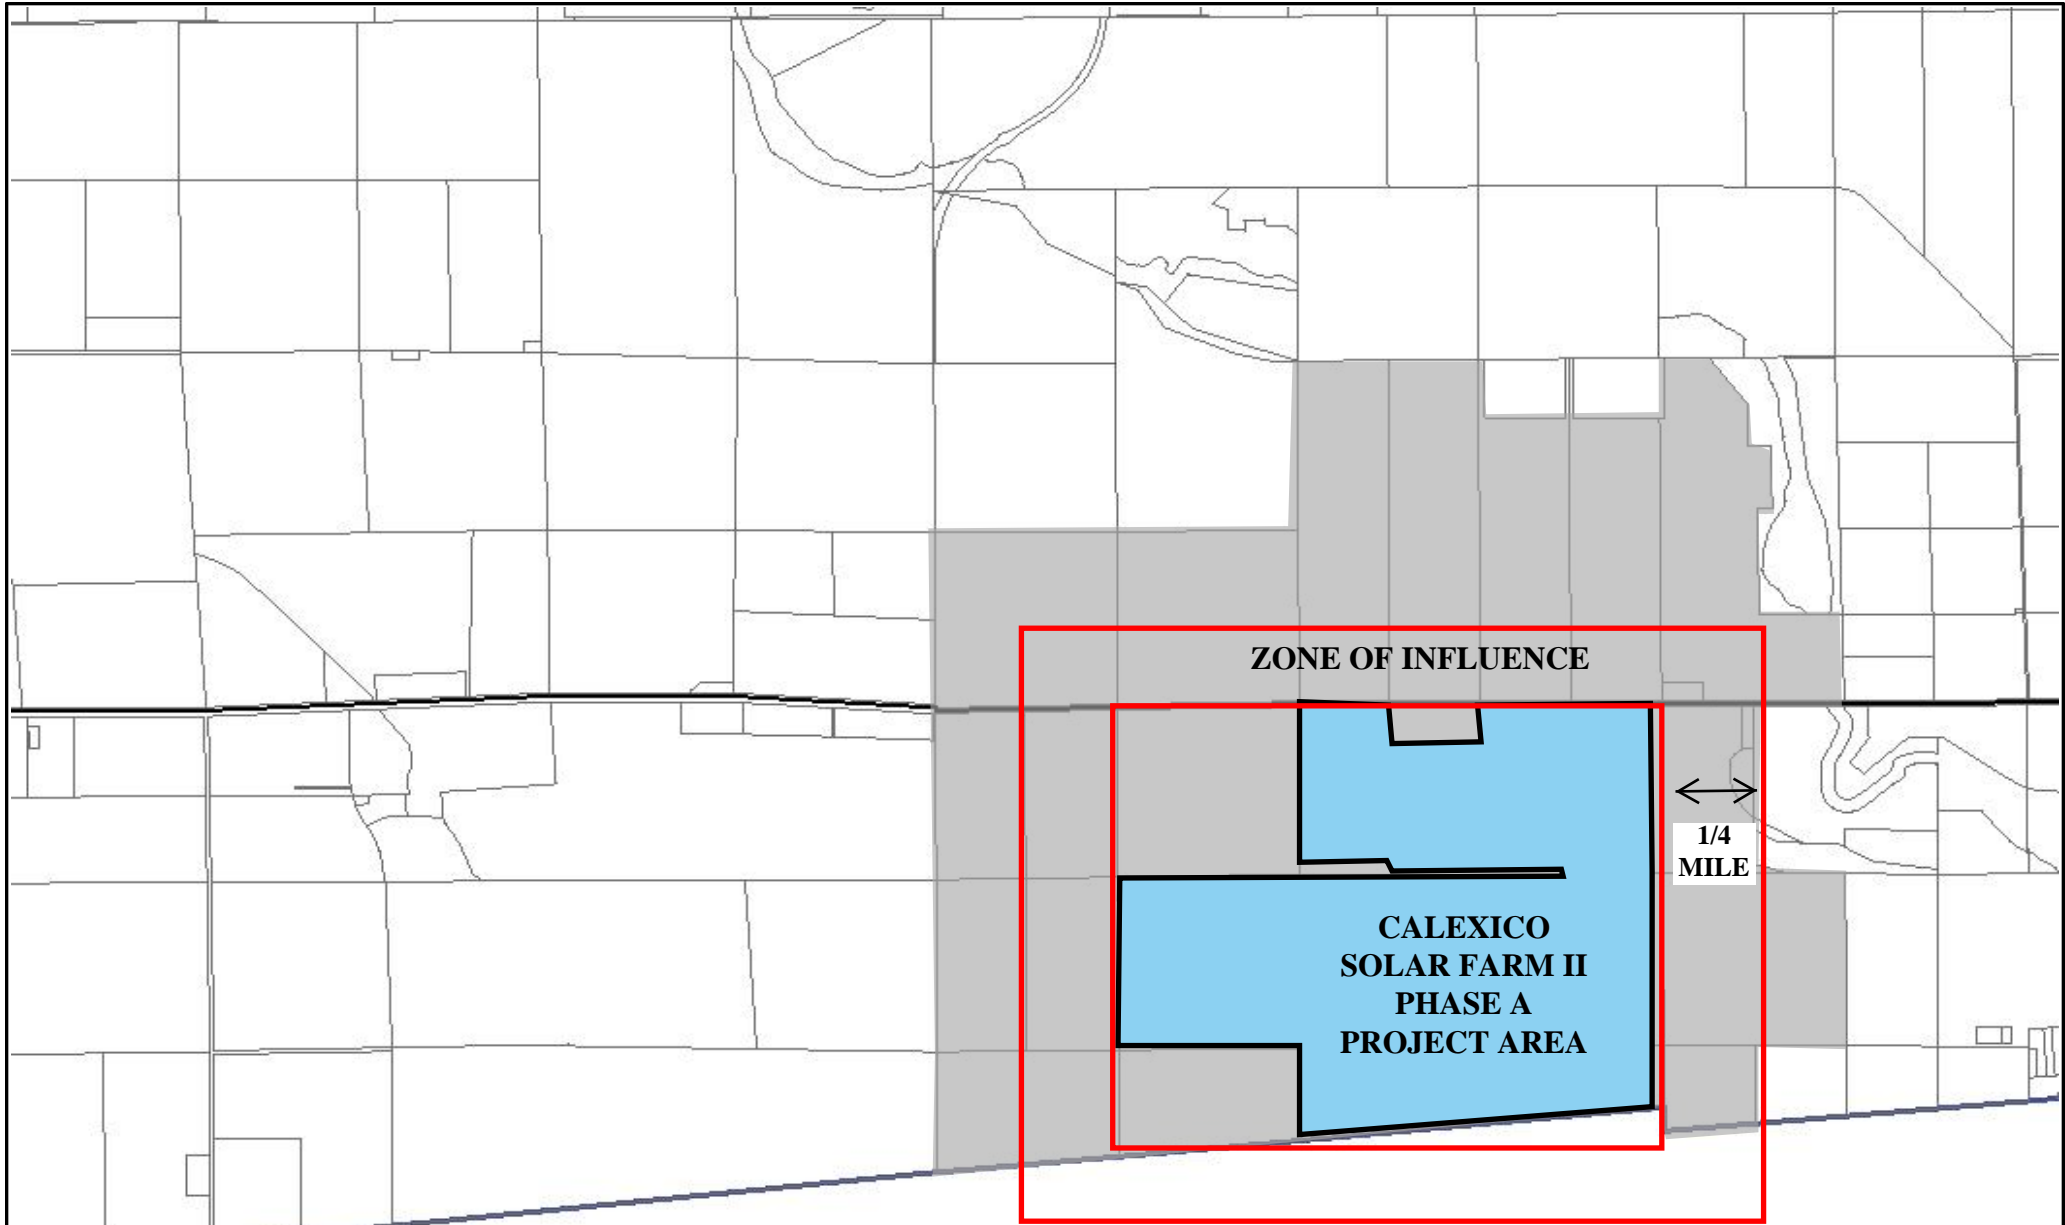 ZONE OF INFLUENCE
1/4
MILE
CALEXICO
SOLAR FARM II
PHASE A
PROJECT AREA